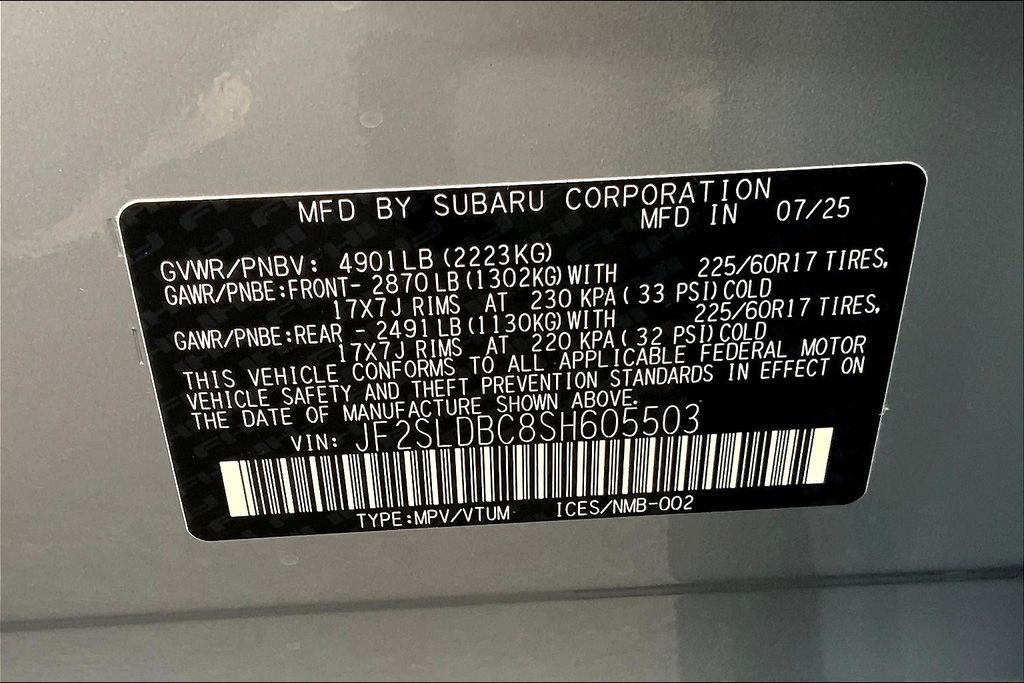 MFD BY SUBARU CORPORATION
MFD IN 07/25
GVWR/PNBV: 4901LB (2223KG)
GAWR/PNBE:FRONT- 2870LB (1302KG) WITH 225/60R17 TIRES,
17X7J RIMS AT 230 KPA ( 33 PSI) COLD
GAWR/PNBE:REAR - 2491LB (1130KG) WITH 225/60R17 TIRES,
17X7J RIMS AT 220 KPA ( 32 PSI) COLD
THIS VEHICLE CONFORMS TO ALL APPLICABLE FEDERAL MOTOR
VEHICLE SAFETY AND THEFT PREVENTION STANDARDS IN EFFECT ON
THE DATE OF MANUFACTURE SHOWN ABOVE.
VIN: JF2SLDBC8SH605503
TYPE:MPV/VTUM ICES/NMB-002